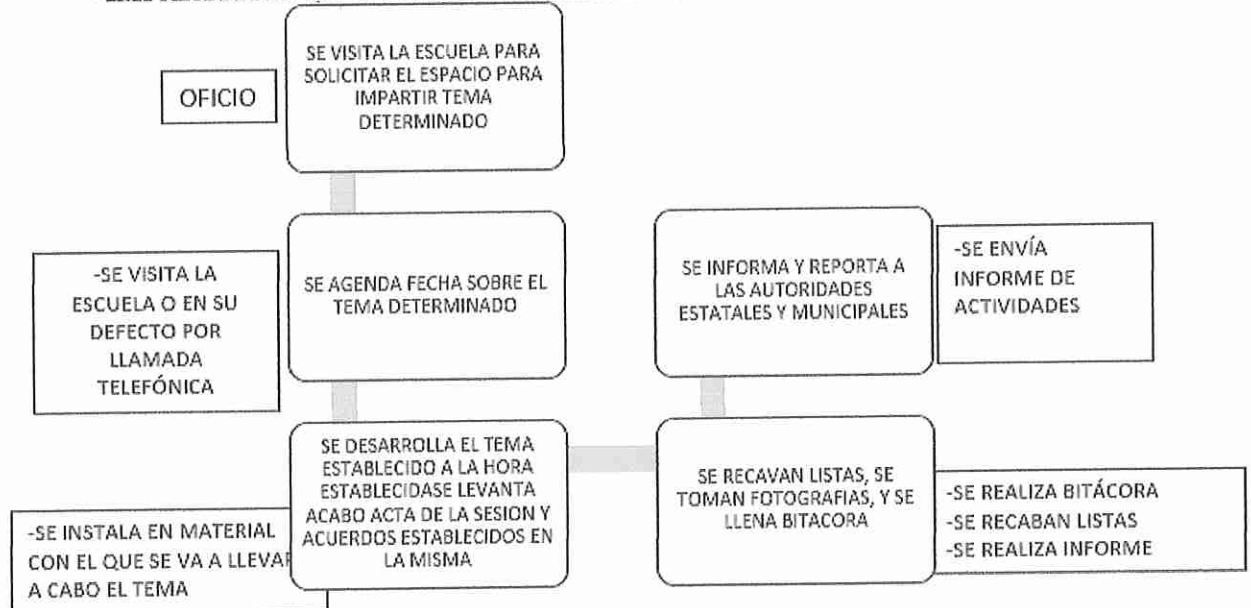 SE VISITA LA ESCUELA PARA
SOLICITAR EL ESPACIO PARA
IMPARTIR TEMA
DETERMINADO
OFICIO
SE AGENDA FECHA SOBRE EL
TEMA DETERMINADO
-SE VISITA LA
ESCUELA O EN SU
DEFECTO POR
LLAMADA
TELEFÓNICA
SE DESARROLLA EL TEMA
ESTABLECIDO A LA HORA
ESTABLECIDASE LEVANTA
ACABO ACTA DE LA SESION Y
ACUERDOS ESTABLECIDOS EN
LA MISMA
-SE INSTALA EN MATERIAL
CON EL QUE SE VA A LLEVAR
A CABO EL TEMA
SE RECAVAN LISTAS, SE
TOMAN FOTOGRAFIAS, Y SE
LLENA BITACORA
-SE REALIZA BITÁCORA
-SE RECABAN LISTAS
-SE REALIZA INFORME
SE INFORMA Y REPORTA A
LAS AUTORIDADES
ESTATALES Y MUNICIPALES
-SE ENVÍA
INFORME DE
ACTIVIDADES